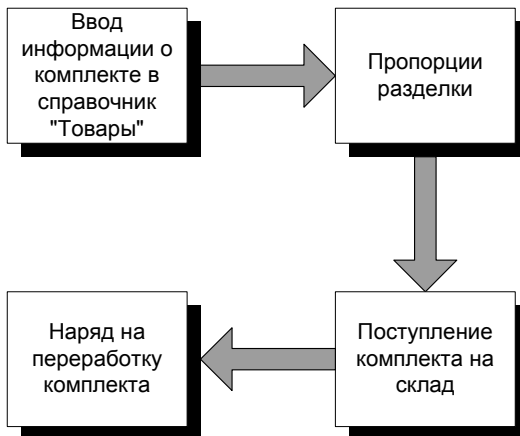 Ввод
информации о
комплекте в
справочник
"Товары"
Пропорции
разделки
Поступление
комплекта на
склад
Наряд на
переработку
комплекта